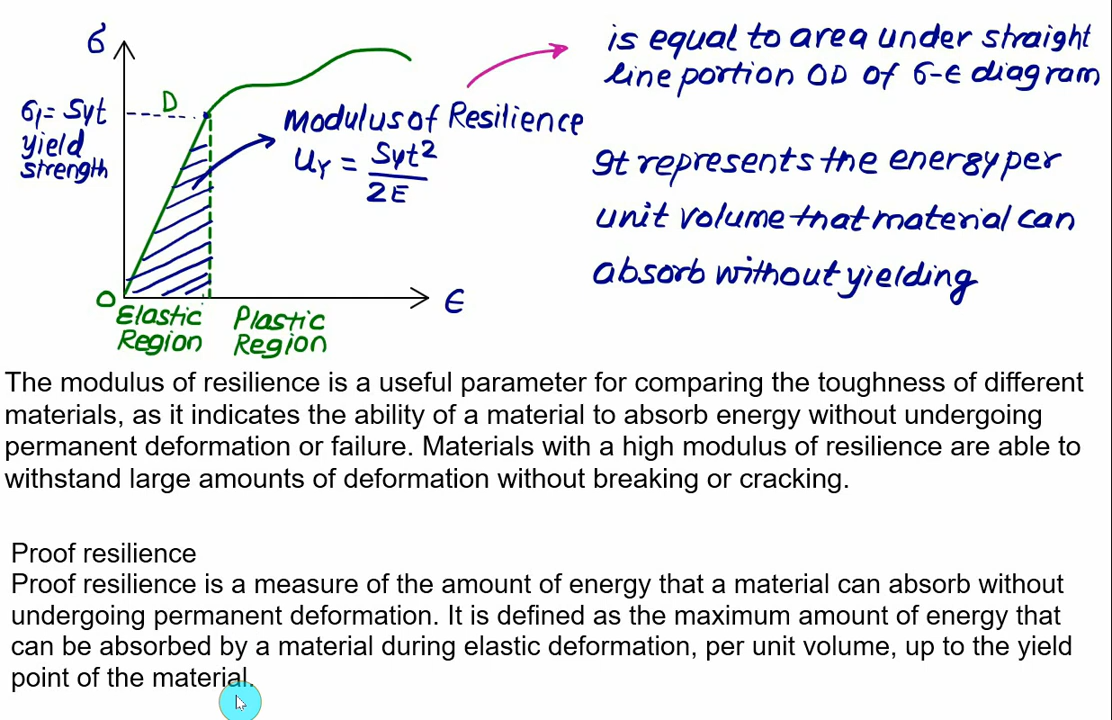 σ
σ₁= Syt
yield
strength
D
Modulus of Resilience
ur = Syt²
2E
O
ϵ
Elastic
Region
Plastic
Region
is equal to area under straight
line portion OD of σ-ϵ diagram
It represents the energy per
unit volume that material can
absorb without yielding
The modulus of resilience is a useful parameter for comparing the toughness of different
materials, as it indicates the ability of a material to absorb energy without undergoing
permanent deformation or failure. Materials with a high modulus of resilience are able to
withstand large amounts of deformation without breaking or cracking.
Proof resilience
Proof resilience is a measure of the amount of energy that a material can absorb without
undergoing permanent deformation. It is defined as the maximum amount of energy that
can be absorbed by a material during elastic deformation, per unit volume, up to the yield
point of the material.